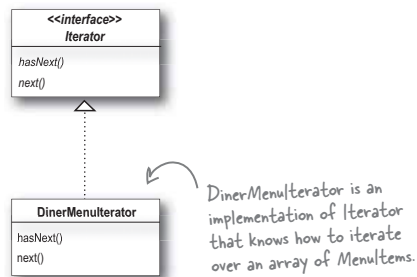 <<interface>>
Iterator
hasNext()
next()
DinerMenuIterator
hasNext()
next()
DinerMenuIterator is an
implementation of Iterator
that knows how to iterate
over an array of MenuItems.